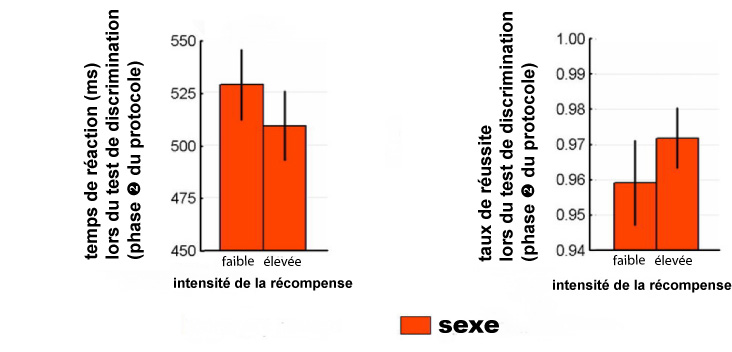 temps de réaction (ms)
lors du test de discrimination
(phase ❷ du protocole)
550
525
500
475
450
faible élevée
intensité de la récompense
taux de réussite
lors du test de discrimination
(phase ❷ du protocole)
1.00
0.99
0.98
0.97
0.96
0.95
0.94
faible élevée
intensité de la récompense
sexe